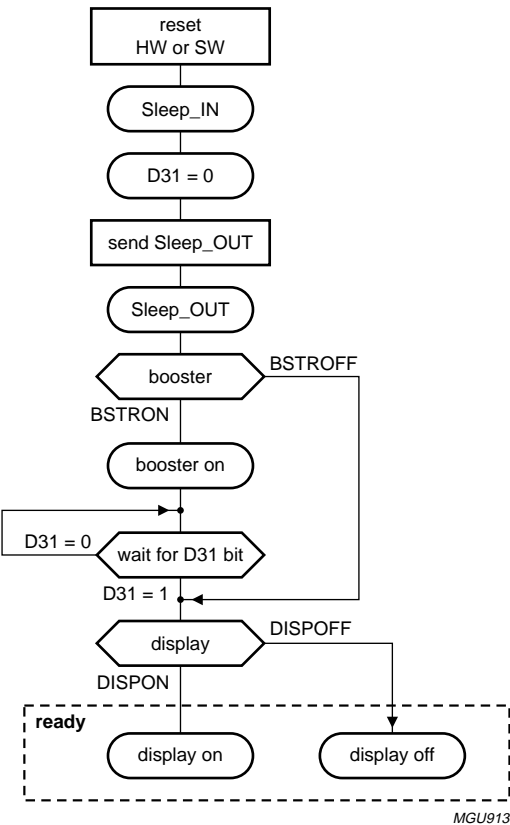 reset
HW or SW
Sleep_IN
D31 = 0
send Sleep_OUT
Sleep_OUT
booster
BSTROFF
BSTRON
booster on
D31 = 0
wait for D31 bit
D31 = 1
display
DISPOFF
DISPON
ready
display on
display off
MGU913